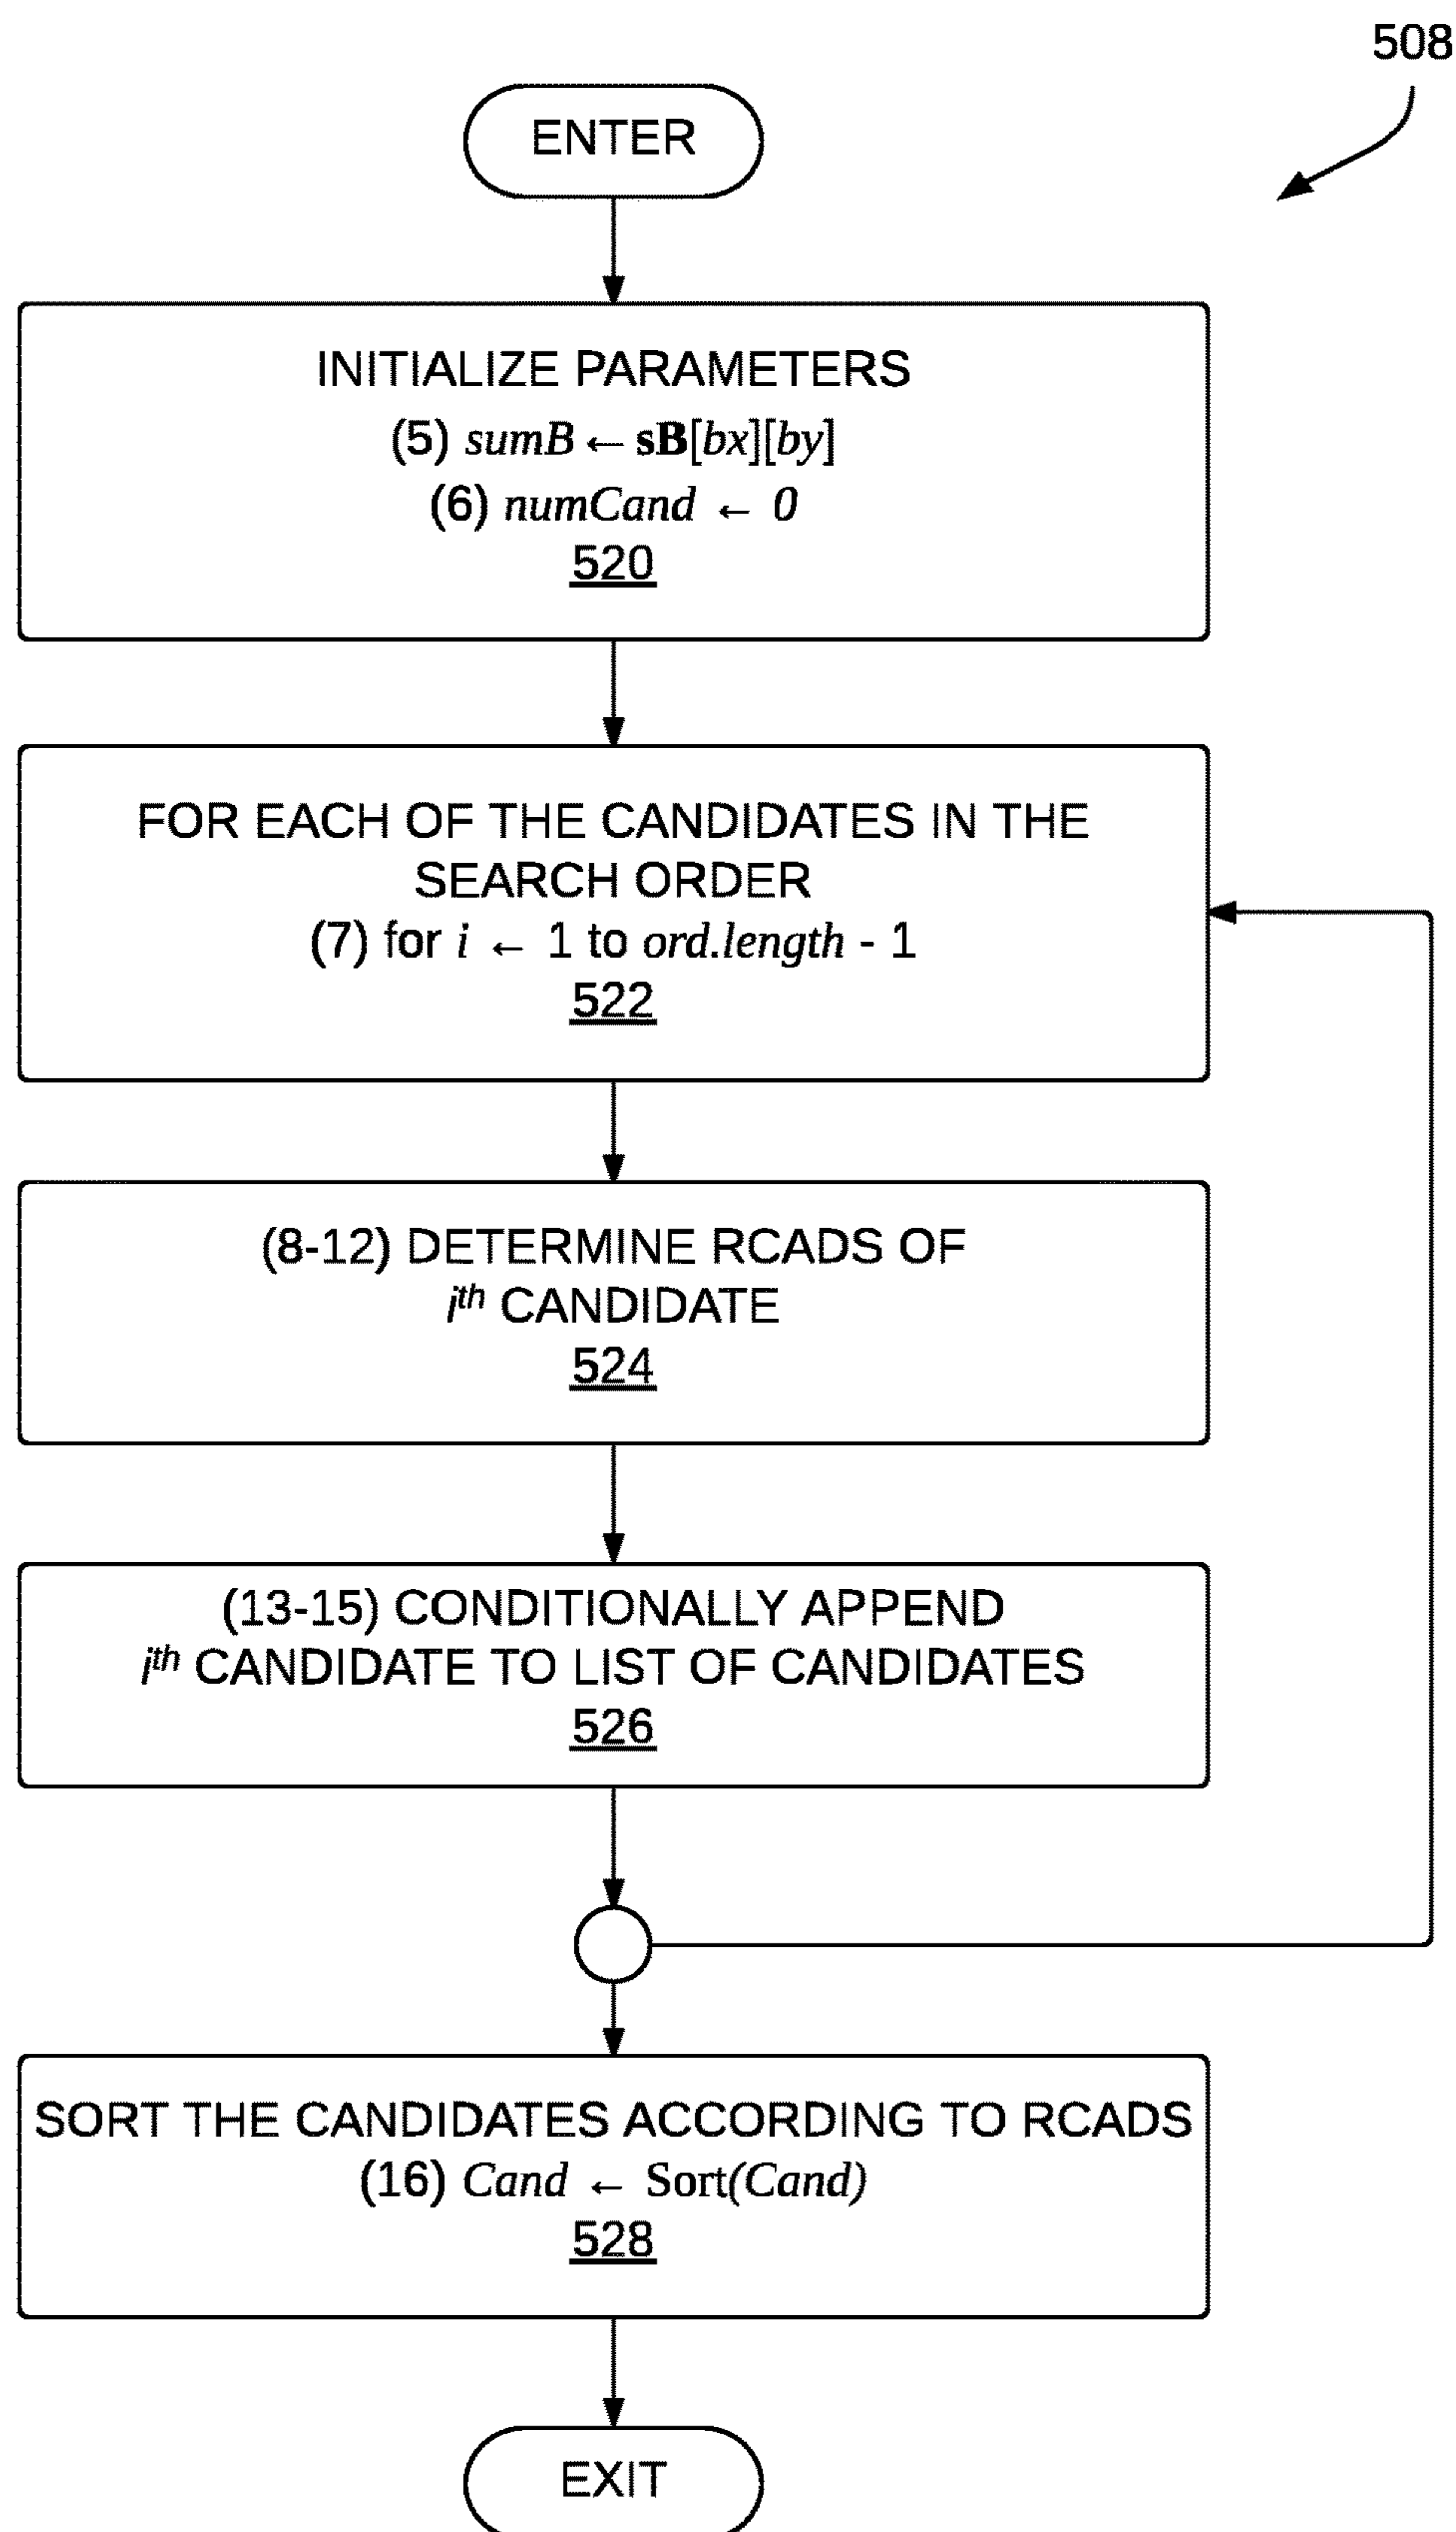 508
ENTER
INITIALIZE PARAMETERS
(5) sumB ← sB[bx][by]
(6) numCand ← 0
520
FOR EACH OF THE CANDIDATES IN THE
SEARCH ORDER
(7) for i ← 1 to ord.length - 1
522
(8-12) DETERMINE RCADS OF
ith CANDIDATE
524
(13-15) CONDITIONALLY APPEND
ith CANDIDATE TO LIST OF CANDIDATES
526
SORT THE CANDIDATES ACCORDING TO RCADS
(16) Cand ← Sort(Cand)
528
EXIT